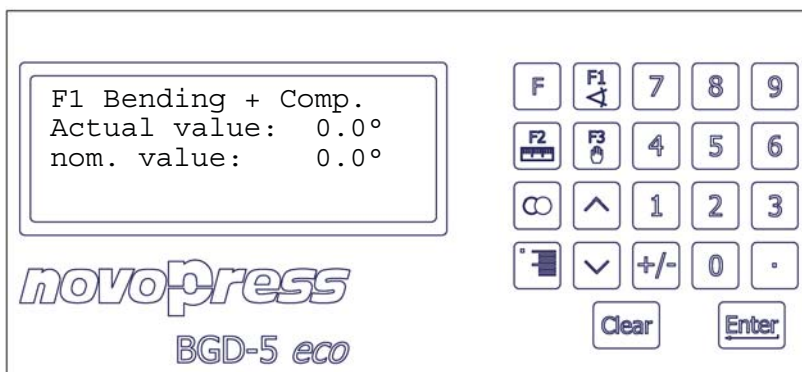 F1 Bending + Comp.
Actual value: 0.0°
nom. value: 0.0°
novopress
BGD-5 eco
F F1 7 8 9
F2 F3 4 5 6
1 2 3
+/- 0 .
Clear Enter